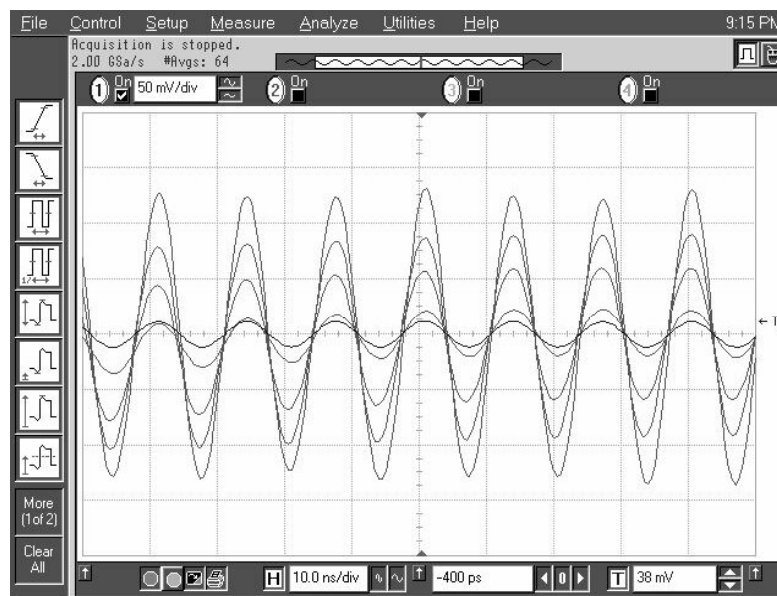 File Control Setup Measure Analyze Utilities Help 9:15 PM
Acquisition is stopped.
2.00 GSa/s #Avgs: 64
1 On 50 mV/div 2 On 3 On 4 On
T
More
(1of 2)
Clear
All
H 10.0 ns/div -400 ps 0 T 38 mV